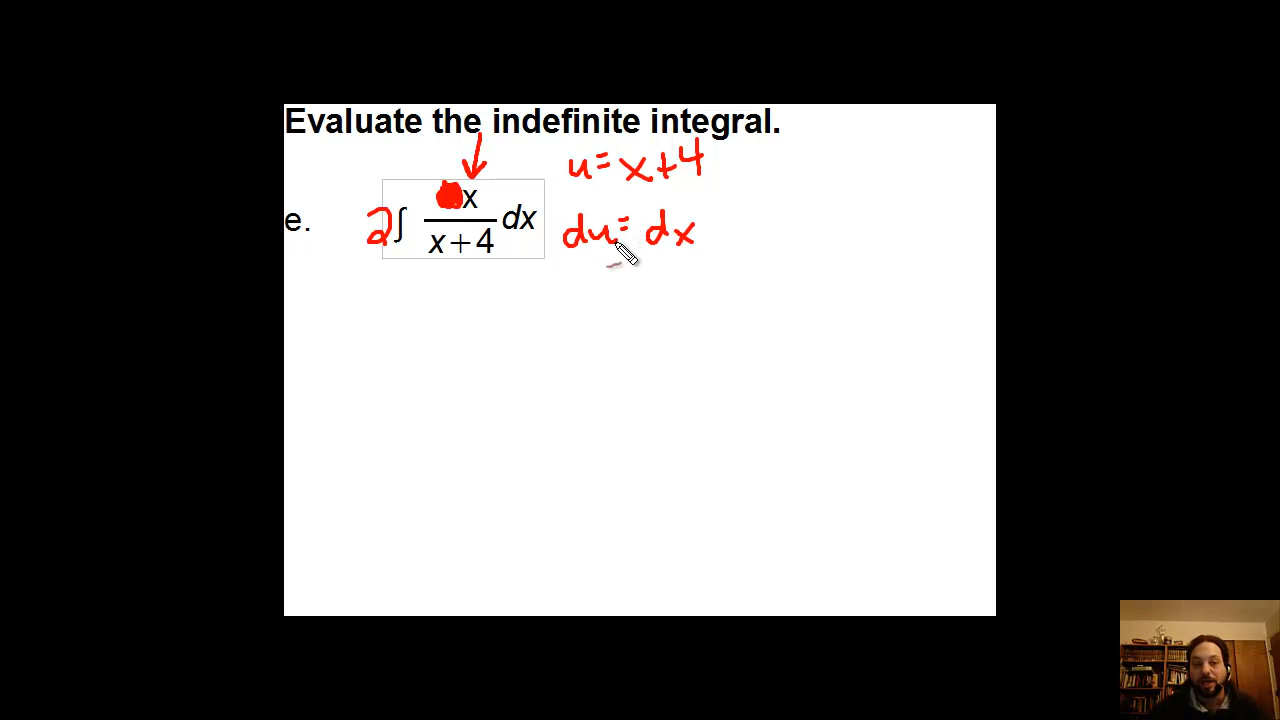 Evaluate the indefinite integral.
u = x + 4
e. 2 ∫ x / x + 4 dx
du = dx